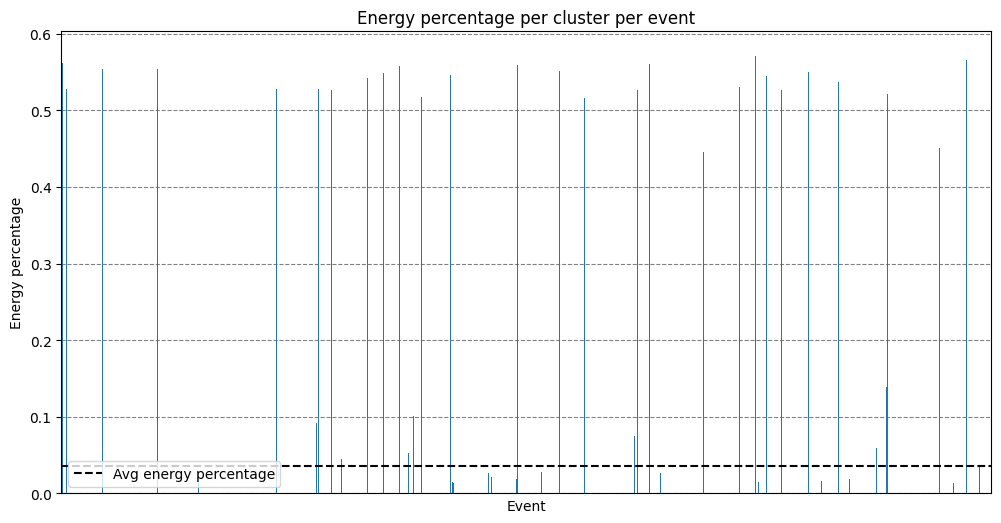 Energy percentage per cluster per event
Energy percentage
0.6
0.5
0.4
0.3
0.2
0.1
0.0
Avg energy percentage
Event